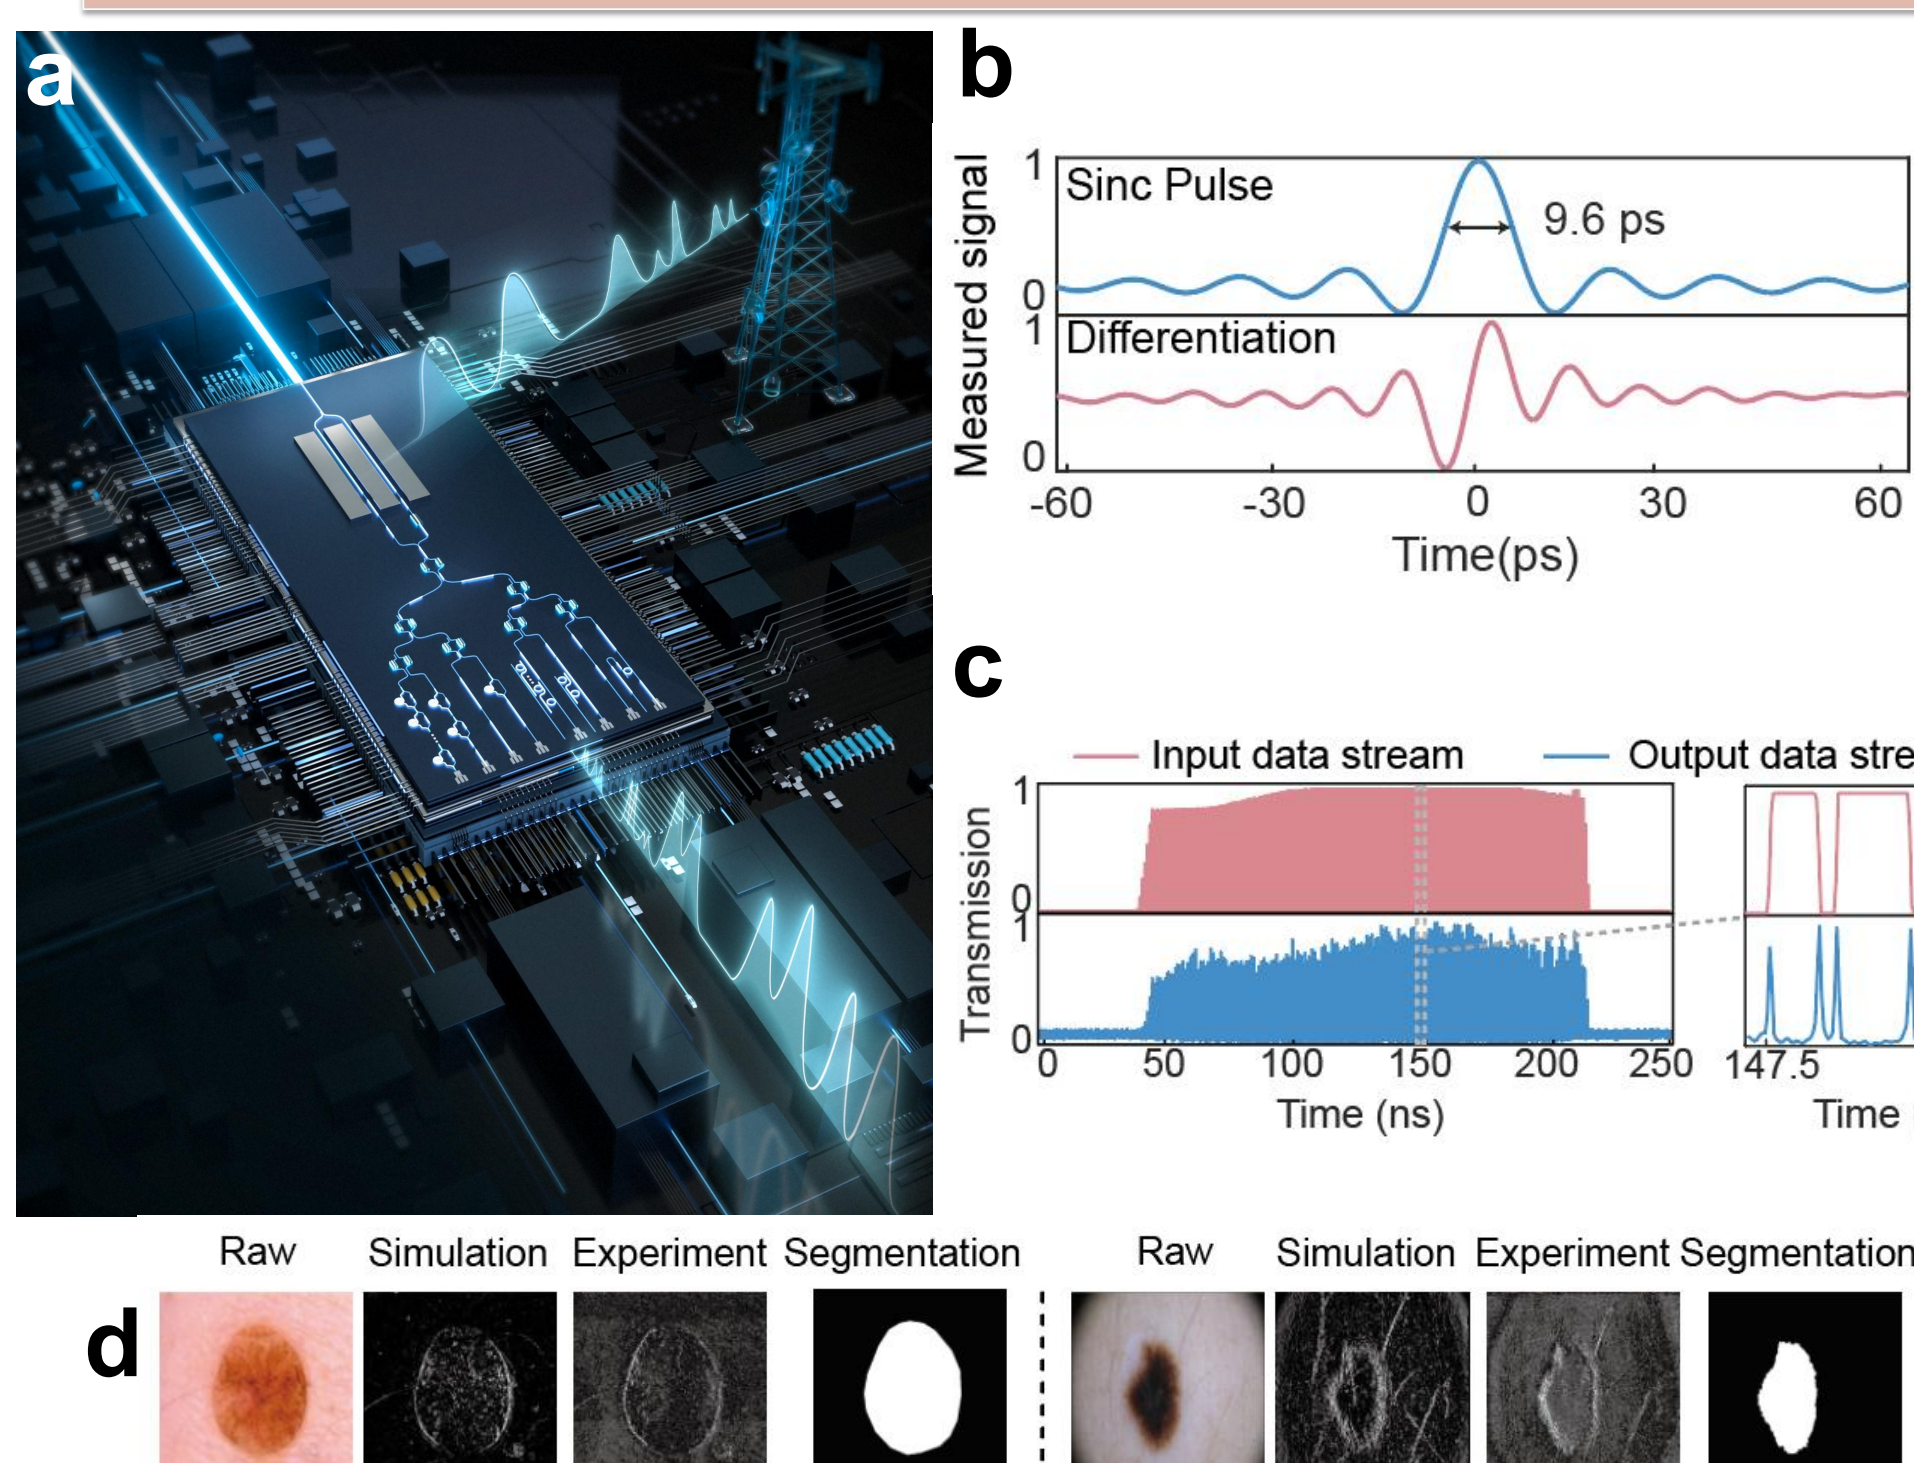 a
b
Measured signal
1
Sinc Pulse
9.6 ps
0
1
Differentiation
0
-60 -30 0 30 60
Time(ps)
c
Input data stream Output data stre
Transmission
1
0
1
0
0 50 100 150 200 250 147.5
Time (ns) Time
Raw Simulation Experiment Segmentation Raw Simulation Experiment Segmentation
d